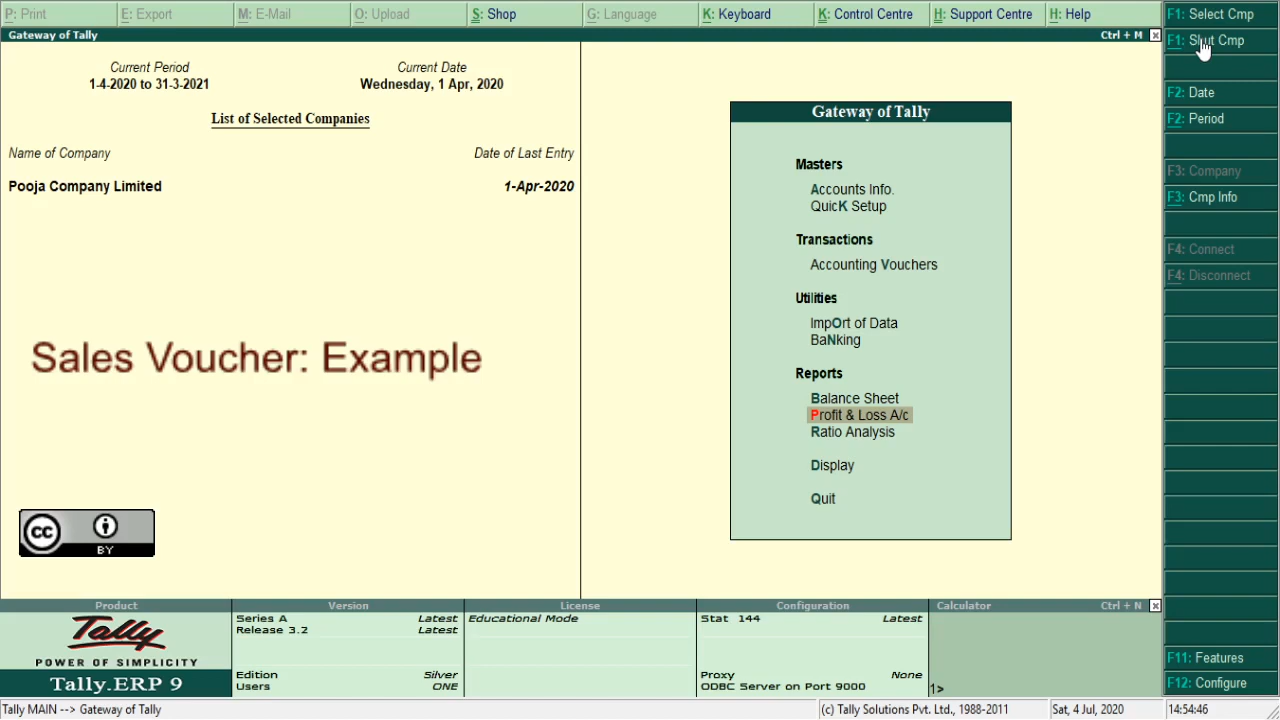 P: Print
E: Export
M: E-Mail
O: Upload
S: Shop
G: Language
K: Keyboard
K: Control Centre
H: Support Centre
H: Help
Gateway of Tally
Ctrl + M
x
Current Period
Current Date
1-4-2020 to 31-3-2021
Wednesday, 1 Apr, 2020
List of Selected Companies
Name of Company
Date of Last Entry
Pooja Company Limited
1-Apr-2020
Sales Voucher: Example
cc
BY
Gateway of Tally
Masters
Accounts Info.
QuicK Setup
Transactions
Accounting Vouchers
Utilities
ImpOrt of Data
BaNking
Reports
Balance Sheet
Profit & Loss A/c
Ratio Analysis
Display
Quit
F1: Select Cmp
F1: Shut Cmp
F2: Date
F2: Period
F3: Company
F3: Cmp Info
F4: Connect
F4: Disconnect
F11: Features
F12: Configure
Product
Tally
POWER OF SIMPLICITY
Tally.ERP 9
Version
Series A Latest
Release 3.2 Latest
Edition Silver
Users ONE
License
Educational Mode
Configuration
Stat 144 Latest
Proxy None
ODBC Server on Port 9000
Calculator
Ctrl + N
x
1>
Tally MAIN --> Gateway of Tally
(c) Tally Solutions Pvt. Ltd., 1988-2011
Sat, 4 Jul, 2020
14:54:46